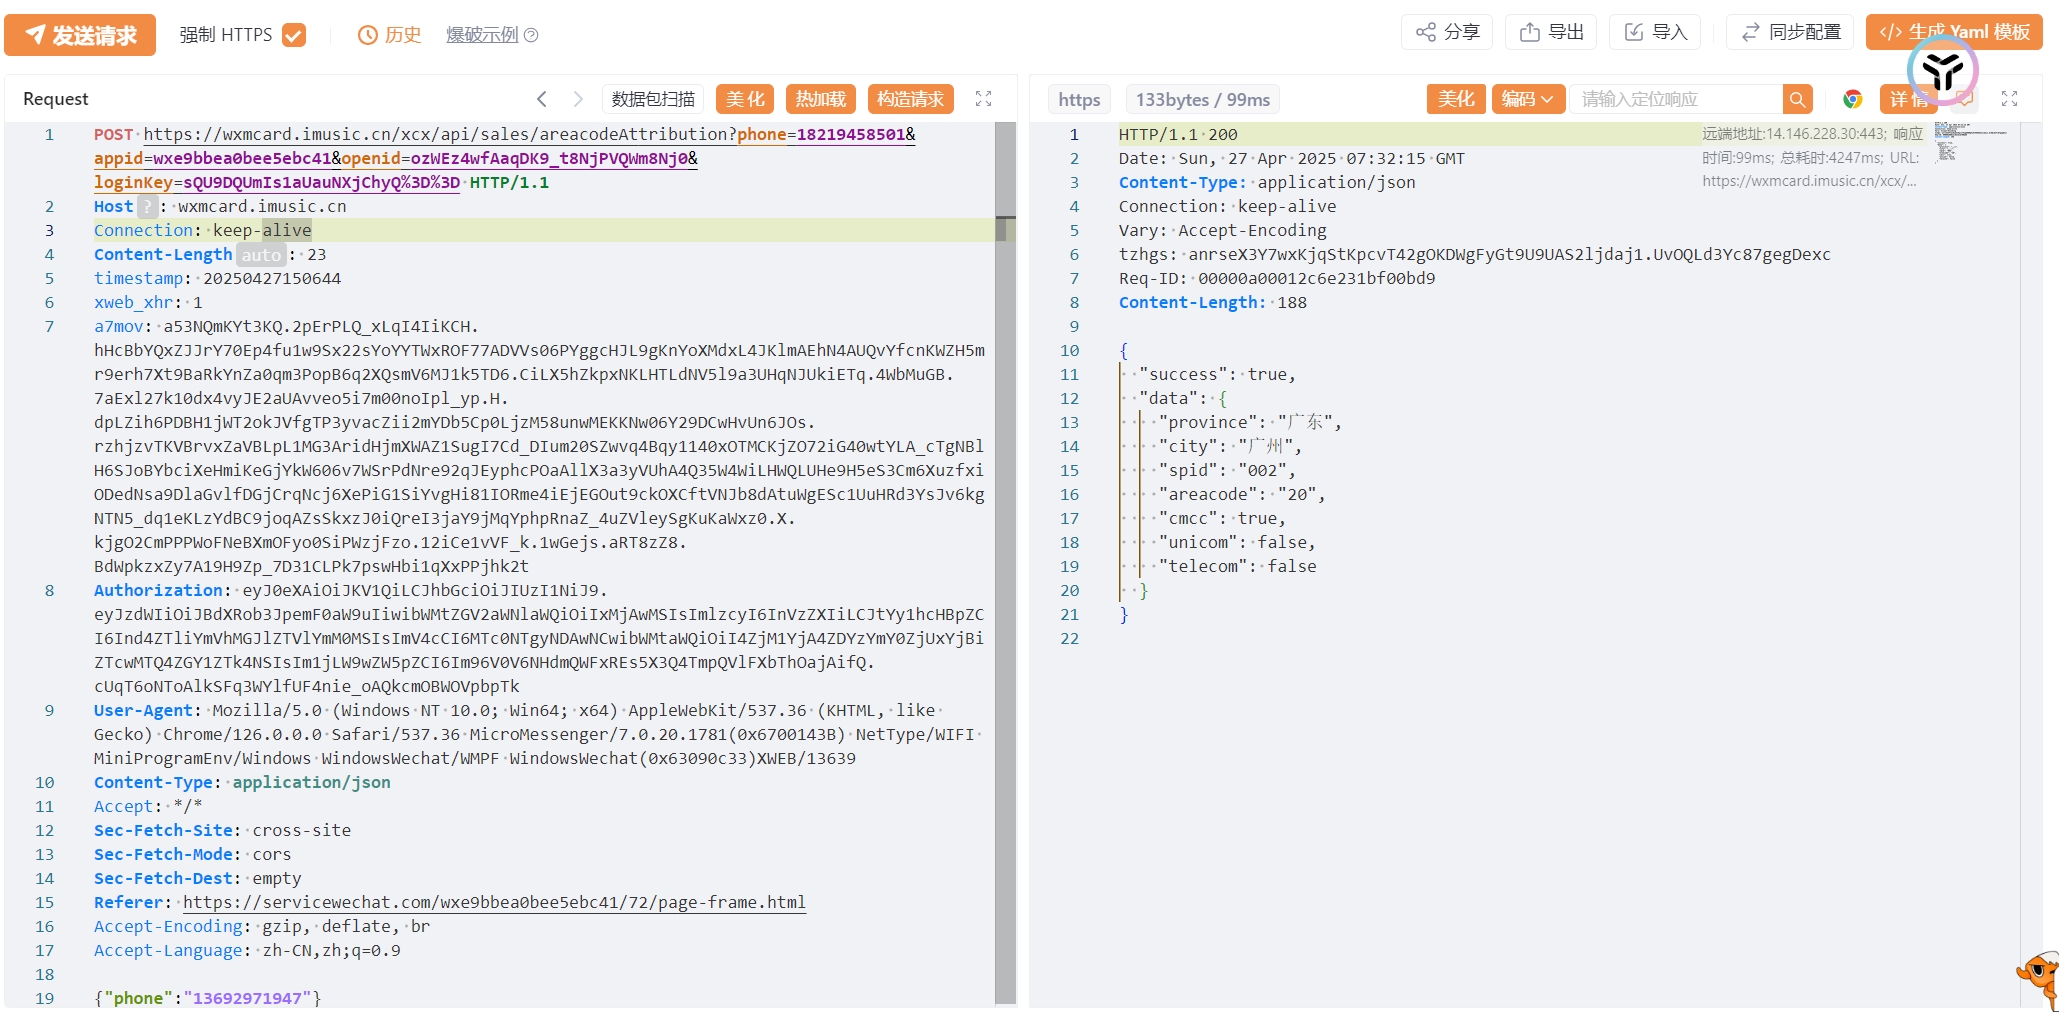 发送请求 强制 HTTPS 历史 爆破示例 分享 导出 导入 同步配置 </> 生成 Yaml 模板
Request 数据包扫描 美化 热加载 构造请求
1 POST https://wxmcard.imusic.cn/xcx/api/sales/areacodeAttribution?phone=18219458501&
appid=wxe9bbea0bee5ebc41&openid=ozWEz4wfAaqDK9_t8NjPVQWm8Nj0&
loginKey=sQU9DQUmIs1aUauNXjChyQ%3D%3D HTTP/1.1
2 Host ? : wxmcard.imusic.cn
3 Connection: keep-alive
4 Content-Length auto : 23
5 timestamp: 20250427150644
6 xweb_xhr: 1
7 a7mov: a53NQmKYt3KQ.2pErPLQ_xLqI4IiKCH.
hHcBbYQxZJJrY70Ep4fu1w9Sx22sYoYYTWxROF77ADVVs06PYggcHJL9gKnYoXMdxL4JKlmAEhN4AUQvYfcnKWZH5m
r9erh7Xt9BaRkYnZa0qm3PopB6q2XQsmV6MJ1k5TD6.CiLX5hZkpxNKLHTLdNV5l9a3UHqNJUkiETq.4WbMuGB.
7aExl27k10dx4vyJE2aUAvveo5i7m00noIpl_yp.H.
dpLZih6PDBH1jWT2okJVfgTP3yvacZii2mYDb5Cp0LjzM58unwMEKKNw06Y29DCwHvUn6JOs.
rzhjzvTKVBrvxZaVBLpL1MG3AridHjmXWAZ1SugI7Cd_DIum20SZwvq4Bqy1140xOTMCKjZO72iG40wtYLA_cTgNBl
H6SJoBYbciXeHmiKeGjYkW606v7WSrPdNre92qJEyphcPOaAllX3a3yVUhA4Q35W4WiLHWQLUHe9H5eS3Cm6Xuzfxi
ODedNsa9DlaGvlfDGjCrqNcj6XePiG1SiYvgHi81IORme4iEjEGOut9ckOXCftVNJb8dAtuWgESc1UuHRd3YsJv6kg
NTN5_dq1eKLzYdBC9joqAZsSkxzJ0iQreI3jaY9jMqYphpRnaZ_4uZVleySgKuKaWxz0.X.
kjgO2CmPPPWoFNeBXmOFyo0SiPWzjFzo.12iCe1vVF_k.1wGejs.aRT8zZ8.
BdWpkzxZy7A19H9Zp_7D31CLPk7pswHbi1qXxPPjhk2t
8 Authorization: eyJ0eXAiOiJKV1QiLCJhbGciOiJIUzI1NiJ9.
eyJzdWIiOiJBdXRob3JpemF0aW9uIiwibWMtZGV2aWNlaWQiOiIxMjAwMSIsImlzcyI6InVzZXIiLCJtYy1hcHBpZC
I6Ind4ZTliYmVhMGJlZTVlYmM0MSIsImV4cCI6MTc0NTgyNDAwNCwibWMtaWQiOiI4ZjM1YjA4ZDYzYmY0ZjUxYjBi
ZTcwMTQ4ZGY1ZTk4NSIsIm1jLW9wZW5pZCI6Im96V0V6NHdmQWFxREs5X3Q4TmpQVlFXbThOajAifQ.
cUqT6oNToAlkSFq3WYlfUF4nie_oAQkcmOBWOVpbpTk
9 User-Agent: Mozilla/5.0 (Windows NT 10.0; Win64; x64) AppleWebKit/537.36 (KHTML, like
Gecko) Chrome/126.0.0.0 Safari/537.36 MicroMessenger/7.0.20.1781(0x6700143B) NetType/WIFI
MiniProgramEnv/Windows WindowsWechat/WMPF WindowsWechat(0x63090c33)XWEB/13639
10 Content-Type: application/json
11 Accept: */*
12 Sec-Fetch-Site: cross-site
13 Sec-Fetch-Mode: cors
14 Sec-Fetch-Dest: empty
15 Referer: https://servicewechat.com/wxe9bbea0bee5ebc41/72/page-frame.html
16 Accept-Encoding: gzip, deflate, br
17 Accept-Language: zh-CN,zh;q=0.9
18
19 {"phone":"13692971947"}
https 133bytes / 99ms 美化 编码 请输入定位响应 详情
1 HTTP/1.1 200
2 Date: Sun, 27 Apr 2025 07:32:15 GMT
3 Content-Type: application/json
4 Connection: keep-alive
5 Vary: Accept-Encoding
6 tzhgs: anrseX3Y7wxKjqStKpcvT42gOKDWgFyGt9U9UAS2ljdaj1.UvOQLd3Yc87gegDexc
7 Req-ID: 00000a00012c6e231bf00bd9
8 Content-Length: 188
9
10 {
11 "success": true,
12 "data": {
13 "province": "广东",
14 "city": "广州",
15 "spid": "002",
16 "areacode": "20",
17 "cmcc": true,
18 "unicom": false,
19 "telecom": false
20 }
21 }
22
远端地址:14.146.228.30:443; 响应
时间:99ms; 总耗时:4247ms; URL:
https://wxmcard.imusic.cn/xcx/...